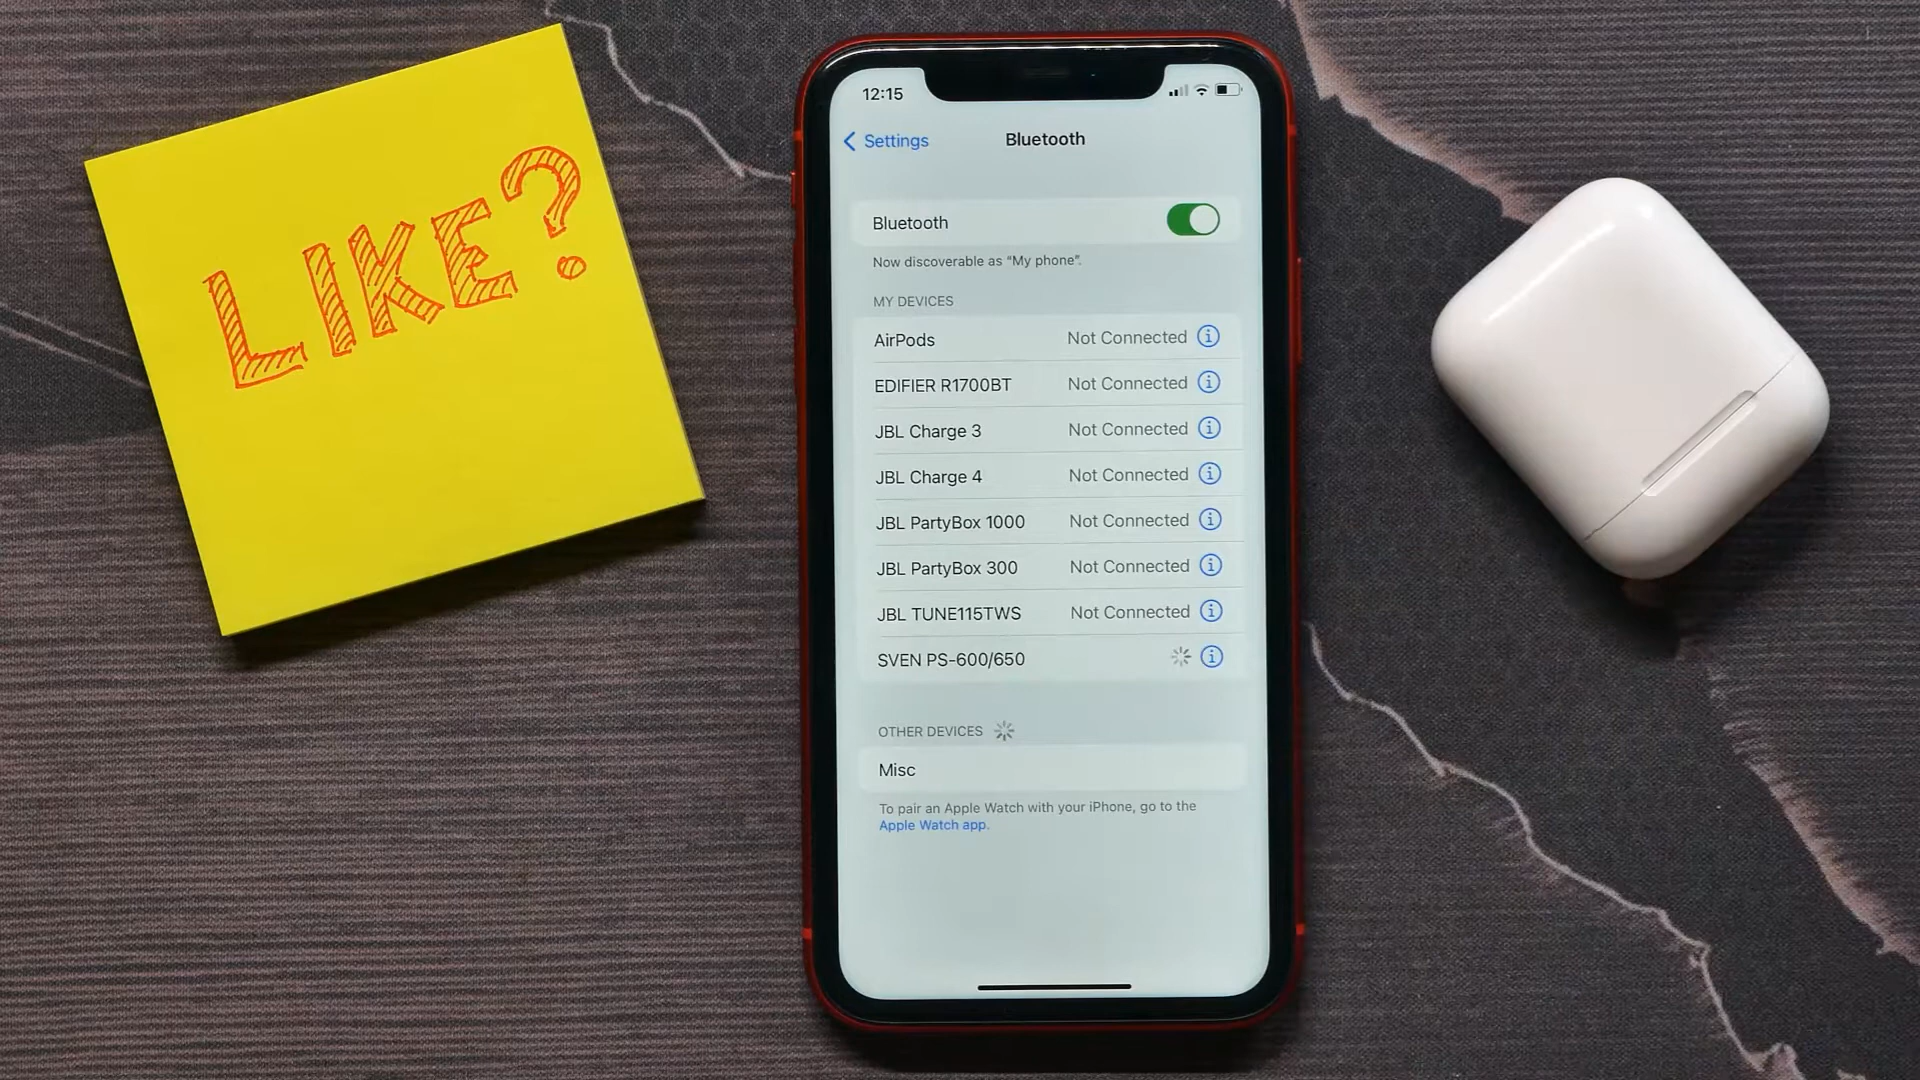 LIKE?
12:15
Settings
Bluetooth
Bluetooth
Now discoverable as “My phone”.
MY DEVICES
AirPods Not Connected
EDIFIER R1700BT Not Connected
JBL Charge 3 Not Connected
JBL Charge 4 Not Connected
JBL PartyBox 1000 Not Connected
JBL PartyBox 300 Not Connected
JBL TUNE115TWS Not Connected
SVEN PS-600/650
OTHER DEVICES
Misc
To pair an Apple Watch with your iPhone, go to the
Apple Watch app.